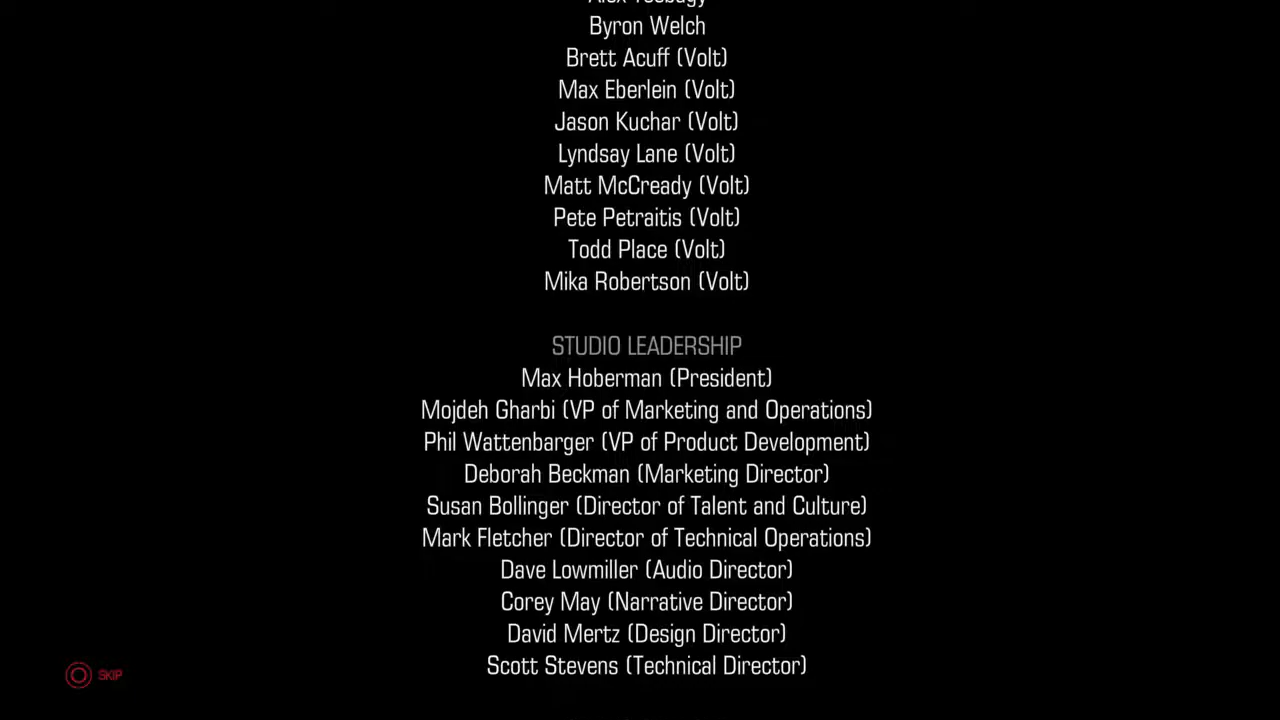 Byron Welch
Brett Acuff (Volt)
Max Eberlein (Volt)
Jason Kuchar (Volt)
Lyndsay Lane (Volt)
Matt McCready (Volt)
Pete Petraitis (Volt)
Todd Place (Volt)
Mika Robertson (Volt)
STUDIO LEADERSHIP
Max Hoberman (President)
Mojdeh Gharbi (VP of Marketing and Operations)
Phil Wattenbarger (VP of Product Development)
Deborah Beckman (Marketing Director)
Susan Bollinger (Director of Talent and Culture)
Mark Fletcher (Director of Technical Operations)
Dave Lowmiller (Audio Director)
Corey May (Narrative Director)
David Mertz (Design Director)
Scott Stevens (Technical Director)
SKIP